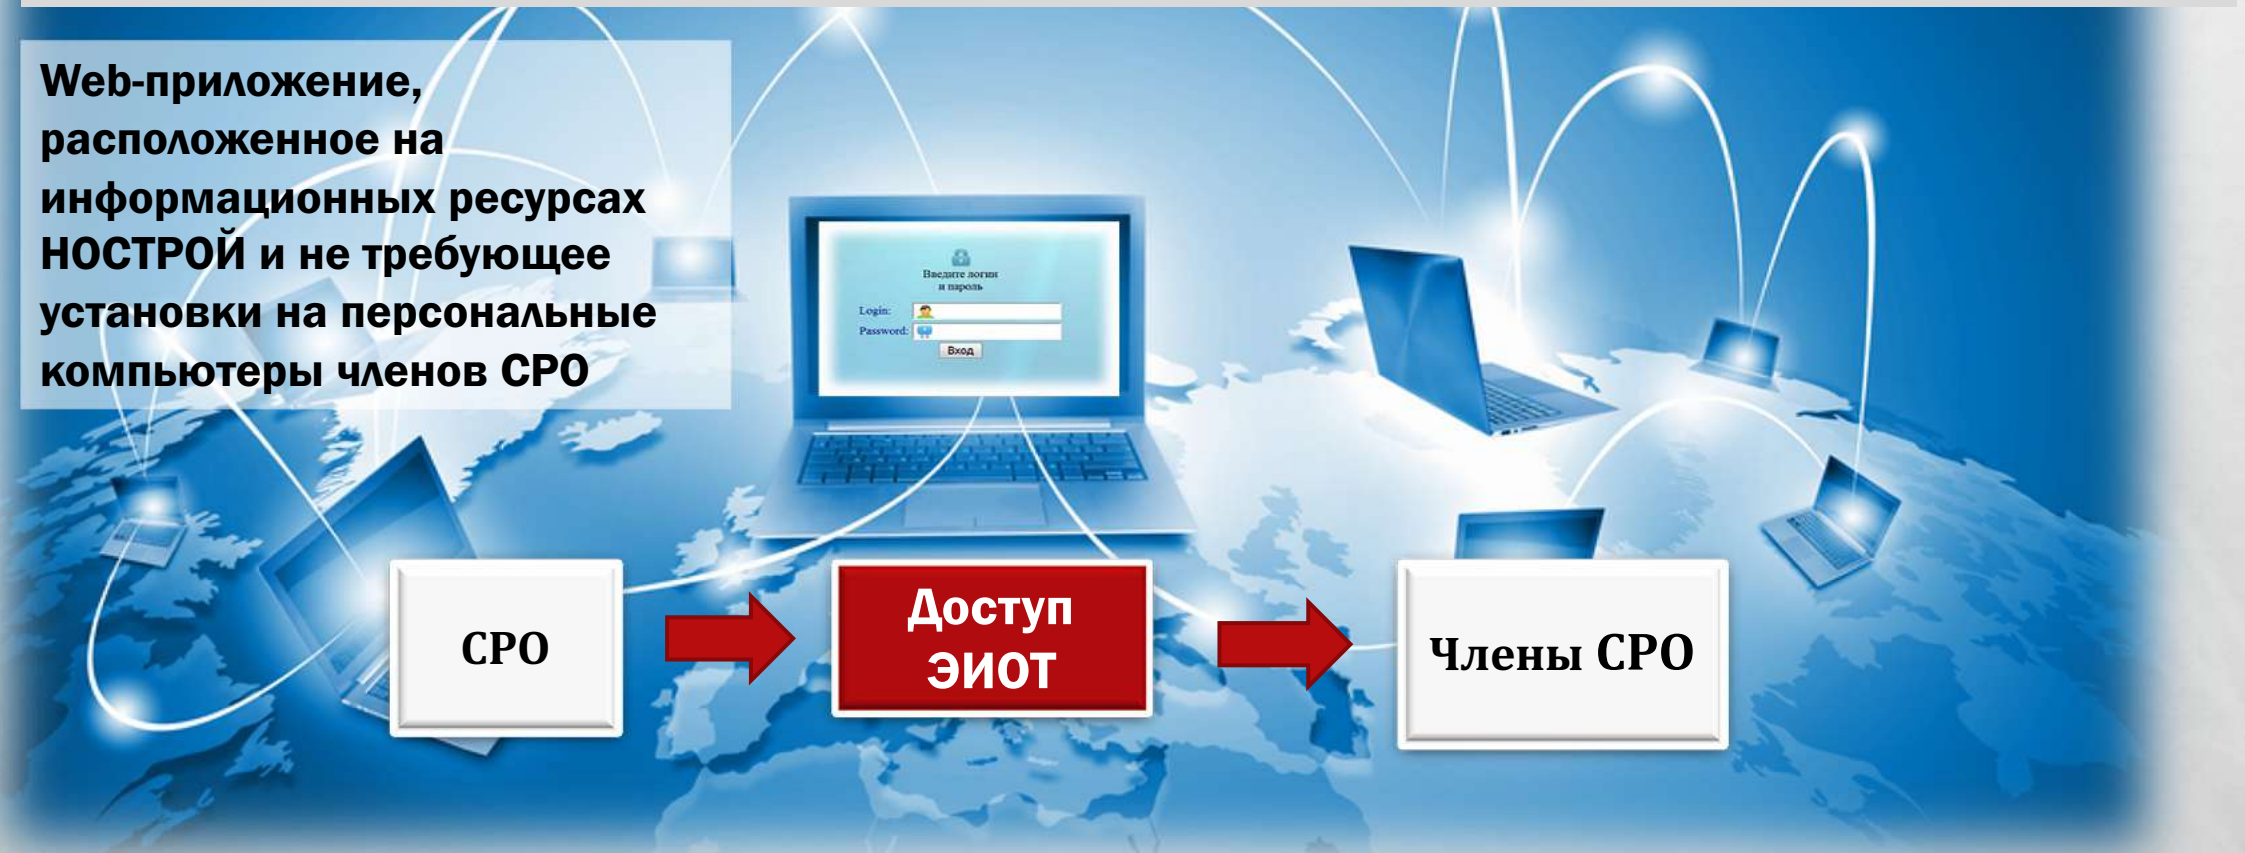 Web-приложение,
расположенное на
информационных ресурсах
НОСТРОЙ и не требующее
установки на персональные
компьютеры членов СРО
Введите логин
и пароль
Login:
Password:
Вход
СРО
Доступ
ЭИОТ
Члены СРО